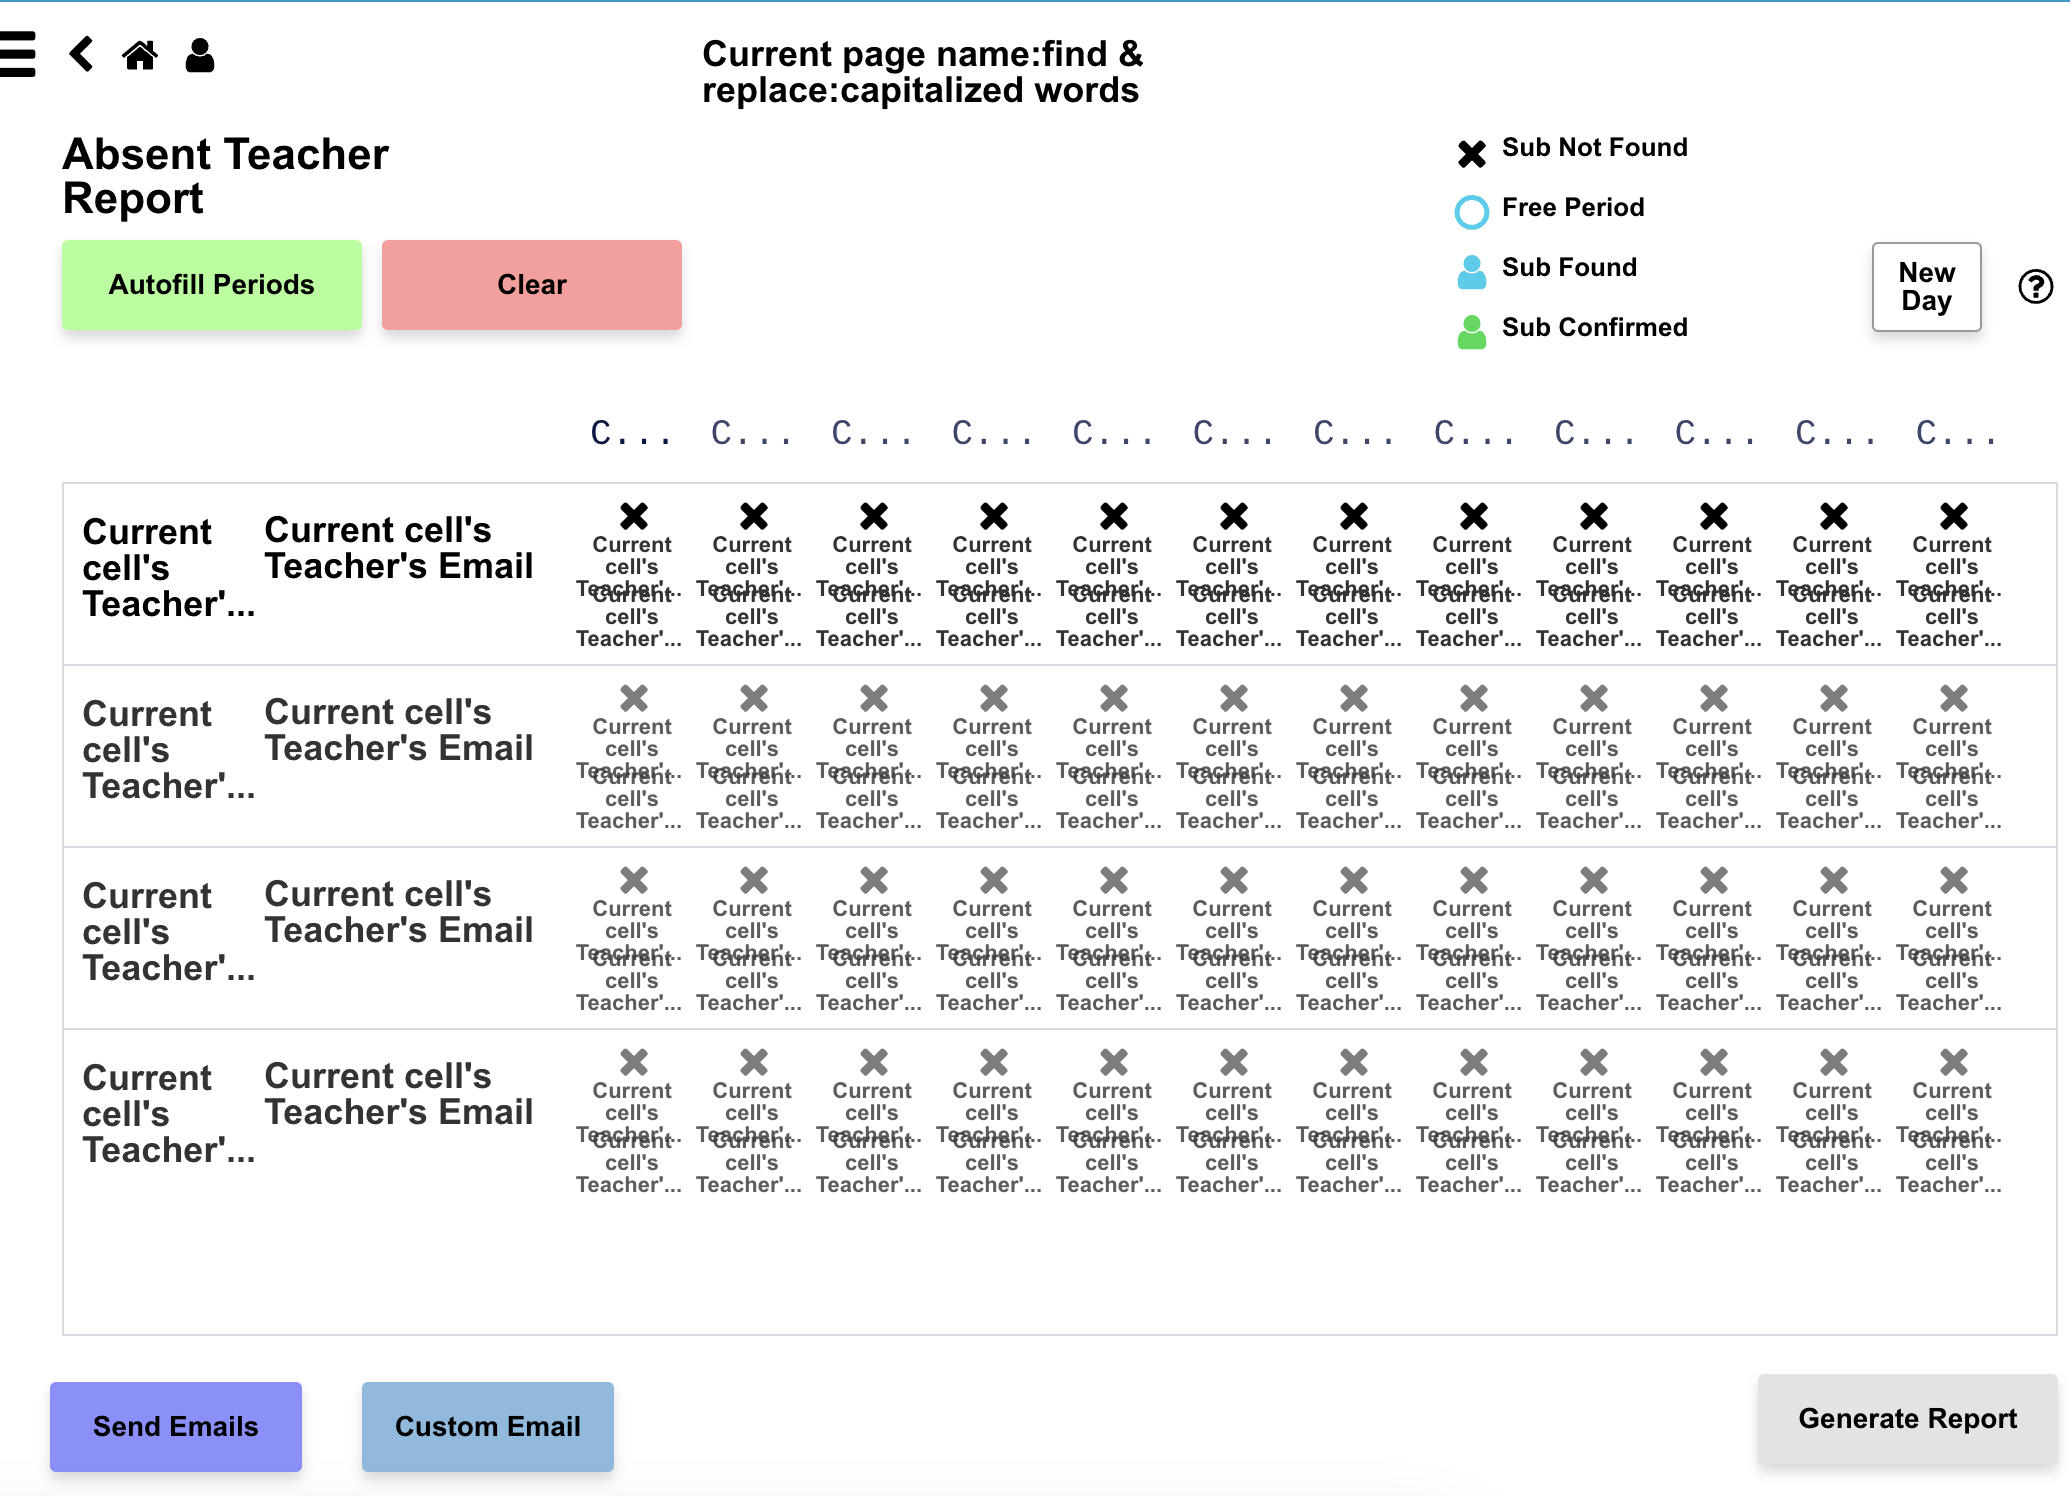 Current page name:find &
replace:capitalized words
Absent Teacher
Report
Sub Not Found
Free Period
Sub Found
Sub Confirmed
Autofill Periods
Clear
New
Day
C... C... C... C... C... C... C... C... C... C... C... C...
Current
cell's
Teacher'...
Current cell's
Teacher's Email
Current Current Current Current Current Current Current Current Current Current Current Current
cell's cell's cell's cell's cell's cell's cell's cell's cell's cell's cell's cell's
Teacher'... Teacher'... Teacher'... Teacher'... Teacher'... Teacher'... Teacher'... Teacher'... Teacher'... Teacher'... Teacher'... Teacher'...
Current Current Current Current Current Current Current Current Current Current Current Current
cell's cell's cell's cell's cell's cell's cell's cell's cell's cell's cell's cell's
Teacher'... Teacher'... Teacher'... Teacher'... Teacher'... Teacher'... Teacher'... Teacher'... Teacher'... Teacher'... Teacher'... Teacher'...
Current
cell's
Teacher'...
Current cell's
Teacher's Email
Current Current Current Current Current Current Current Current Current Current Current Current
cell's cell's cell's cell's cell's cell's cell's cell's cell's cell's cell's cell's
Teacher'... Teacher'... Teacher'... Teacher'... Teacher'... Teacher'... Teacher'... Teacher'... Teacher'... Teacher'... Teacher'... Teacher'...
Current Current Current Current Current Current Current Current Current Current Current Current
cell's cell's cell's cell's cell's cell's cell's cell's cell's cell's cell's cell's
Teacher'... Teacher'... Teacher'... Teacher'... Teacher'... Teacher'... Teacher'... Teacher'... Teacher'... Teacher'... Teacher'... Teacher'...
Current
cell's
Teacher'...
Current cell's
Teacher's Email
Current Current Current Current Current Current Current Current Current Current Current Current
cell's cell's cell's cell's cell's cell's cell's cell's cell's cell's cell's cell's
Teacher'... Teacher'... Teacher'... Teacher'... Teacher'... Teacher'... Teacher'... Teacher'... Teacher'... Teacher'... Teacher'... Teacher'...
Current Current Current Current Current Current Current Current Current Current Current Current
cell's cell's cell's cell's cell's cell's cell's cell's cell's cell's cell's cell's
Teacher'... Teacher'... Teacher'... Teacher'... Teacher'... Teacher'... Teacher'... Teacher'... Teacher'... Teacher'... Teacher'... Teacher'...
Current
cell's
Teacher'...
Current cell's
Teacher's Email
Current Current Current Current Current Current Current Current Current Current Current Current
cell's cell's cell's cell's cell's cell's cell's cell's cell's cell's cell's cell's
Teacher'... Teacher'... Teacher'... Teacher'... Teacher'... Teacher'... Teacher'... Teacher'... Teacher'... Teacher'... Teacher'... Teacher'...
Current Current Current Current Current Current Current Current Current Current Current Current
cell's cell's cell's cell's cell's cell's cell's cell's cell's cell's cell's cell's
Teacher'... Teacher'... Teacher'... Teacher'... Teacher'... Teacher'... Teacher'... Teacher'... Teacher'... Teacher'... Teacher'... Teacher'...
Send Emails
Custom Email
Generate Report